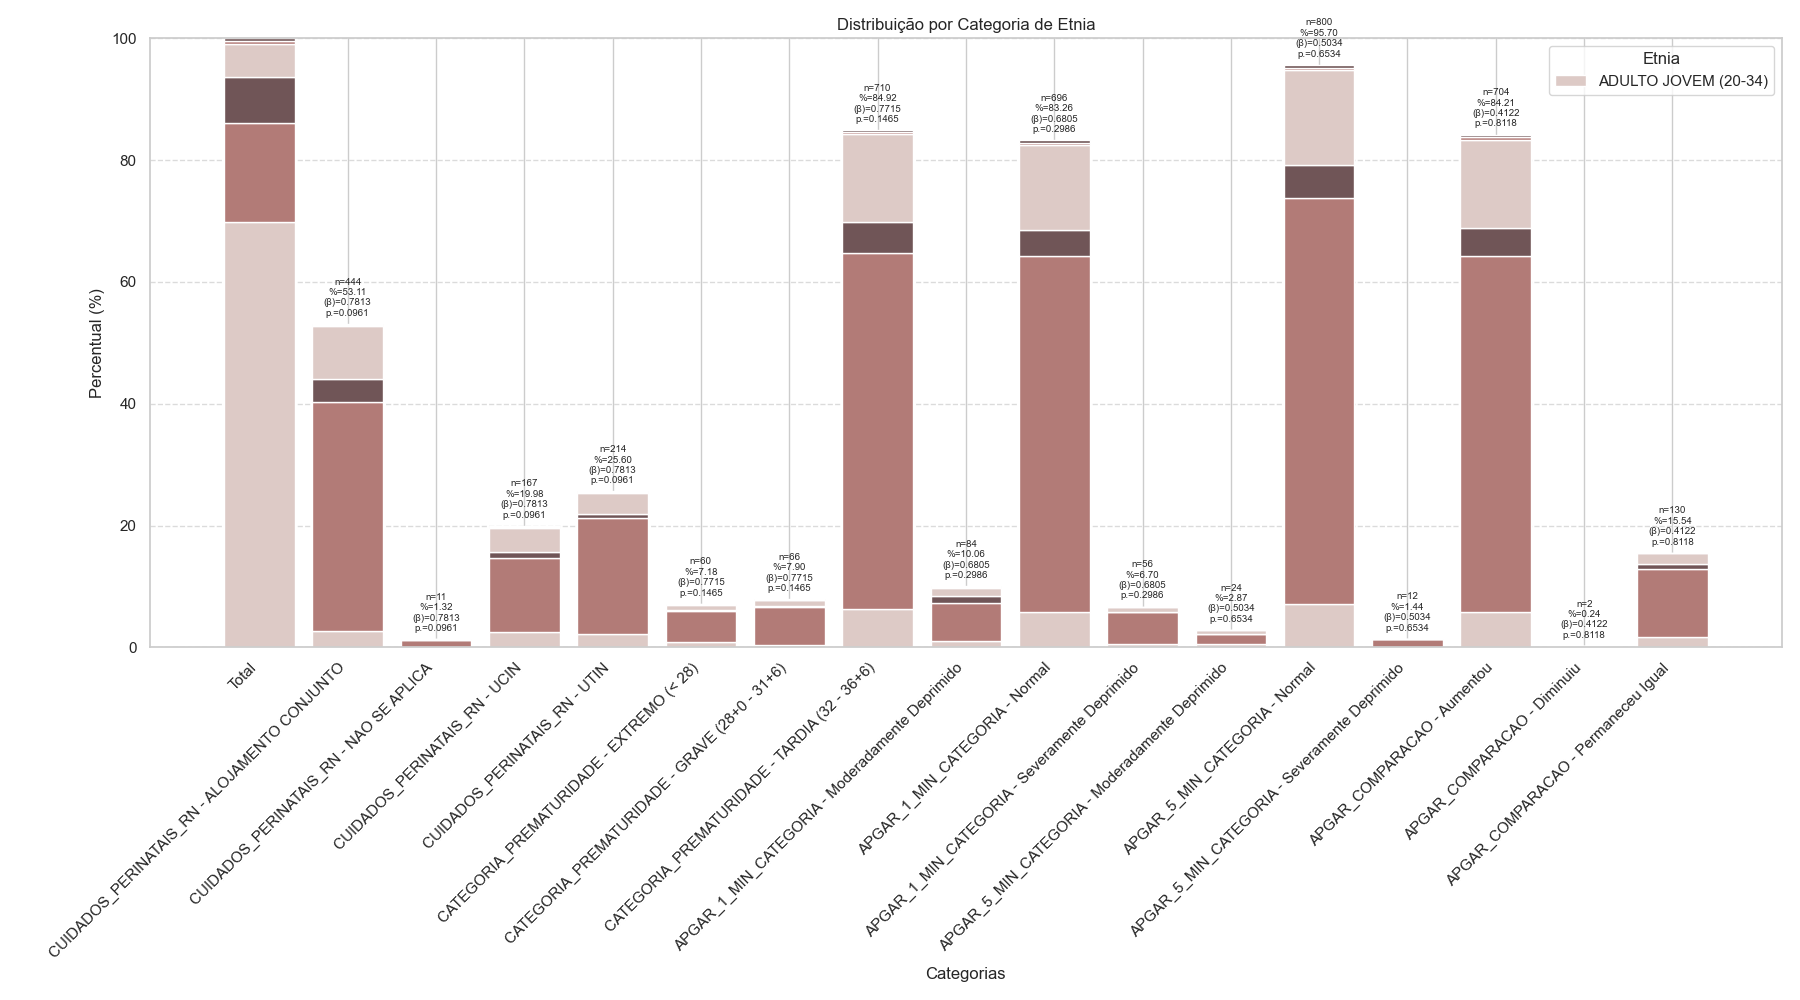 Distribuição por Categoria de Etnia
Etnia
ADULTO JOVEM (20-34)
Percentual (%)
100
80
60
40
20
0
n=444
%=53.11
(β)=0.7813
p.=0.0961
n=11
%=1.32
(β)=0.7813
p.=0.0961
n=167
%=19.98
(β)=0.7813
p.=0.0961
n=214
%=25.60
(β)=0.7813
p.=0.0961
n=60
%=7.18
(β)=0.7715
p.=0.1465
n=66
%=7.90
(β)=0.7715
p.=0.1465
n=710
%=84.92
(β)=0.7715
p.=0.1465
n=84
%=10.06
(β)=0.6805
p.=0.2986
n=696
%=83.26
(β)=0.6805
p.=0.2986
n=56
%=6.70
(β)=0.6805
p.=0.2986
n=24
%=2.87
(β)=0.5034
p.=0.6534
n=800
%=95.70
(β)=0.5034
p.=0.6534
n=12
%=1.44
(β)=0.5034
p.=0.6534
n=704
%=84.21
(β)=0.4122
p.=0.8118
n=2
%=0.24
(β)=0.4122
p.=0.8118
n=130
%=15.54
(β)=0.4122
p.=0.8118
Total
CUIDADOS_PERINATAIS_RN - ALOJAMENTO CONJUNTO
CUIDADOS_PERINATAIS_RN - NAO SE APLICA
CUIDADOS_PERINATAIS_RN - UCIN
CUIDADOS_PERINATAIS_RN - UTIN
CATEGORIA_PREMATURIDADE - EXTREMO (< 28)
CATEGORIA_PREMATURIDADE - GRAVE (28+0 - 31+6)
CATEGORIA_PREMATURIDADE - TARDIA (32 - 36+6)
APGAR_1_MIN_CATEGORIA - Moderadamente Deprimido
APGAR_1_MIN_CATEGORIA - Normal
APGAR_1_MIN_CATEGORIA - Severamente Deprimido
APGAR_5_MIN_CATEGORIA - Moderadamente Deprimido
APGAR_5_MIN_CATEGORIA - Normal
APGAR_5_MIN_CATEGORIA - Severamente Deprimido
APGAR_COMPARACAO - Aumentou
APGAR_COMPARACAO - Diminuiu
APGAR_COMPARACAO - Permaneceu Igual
Categorias